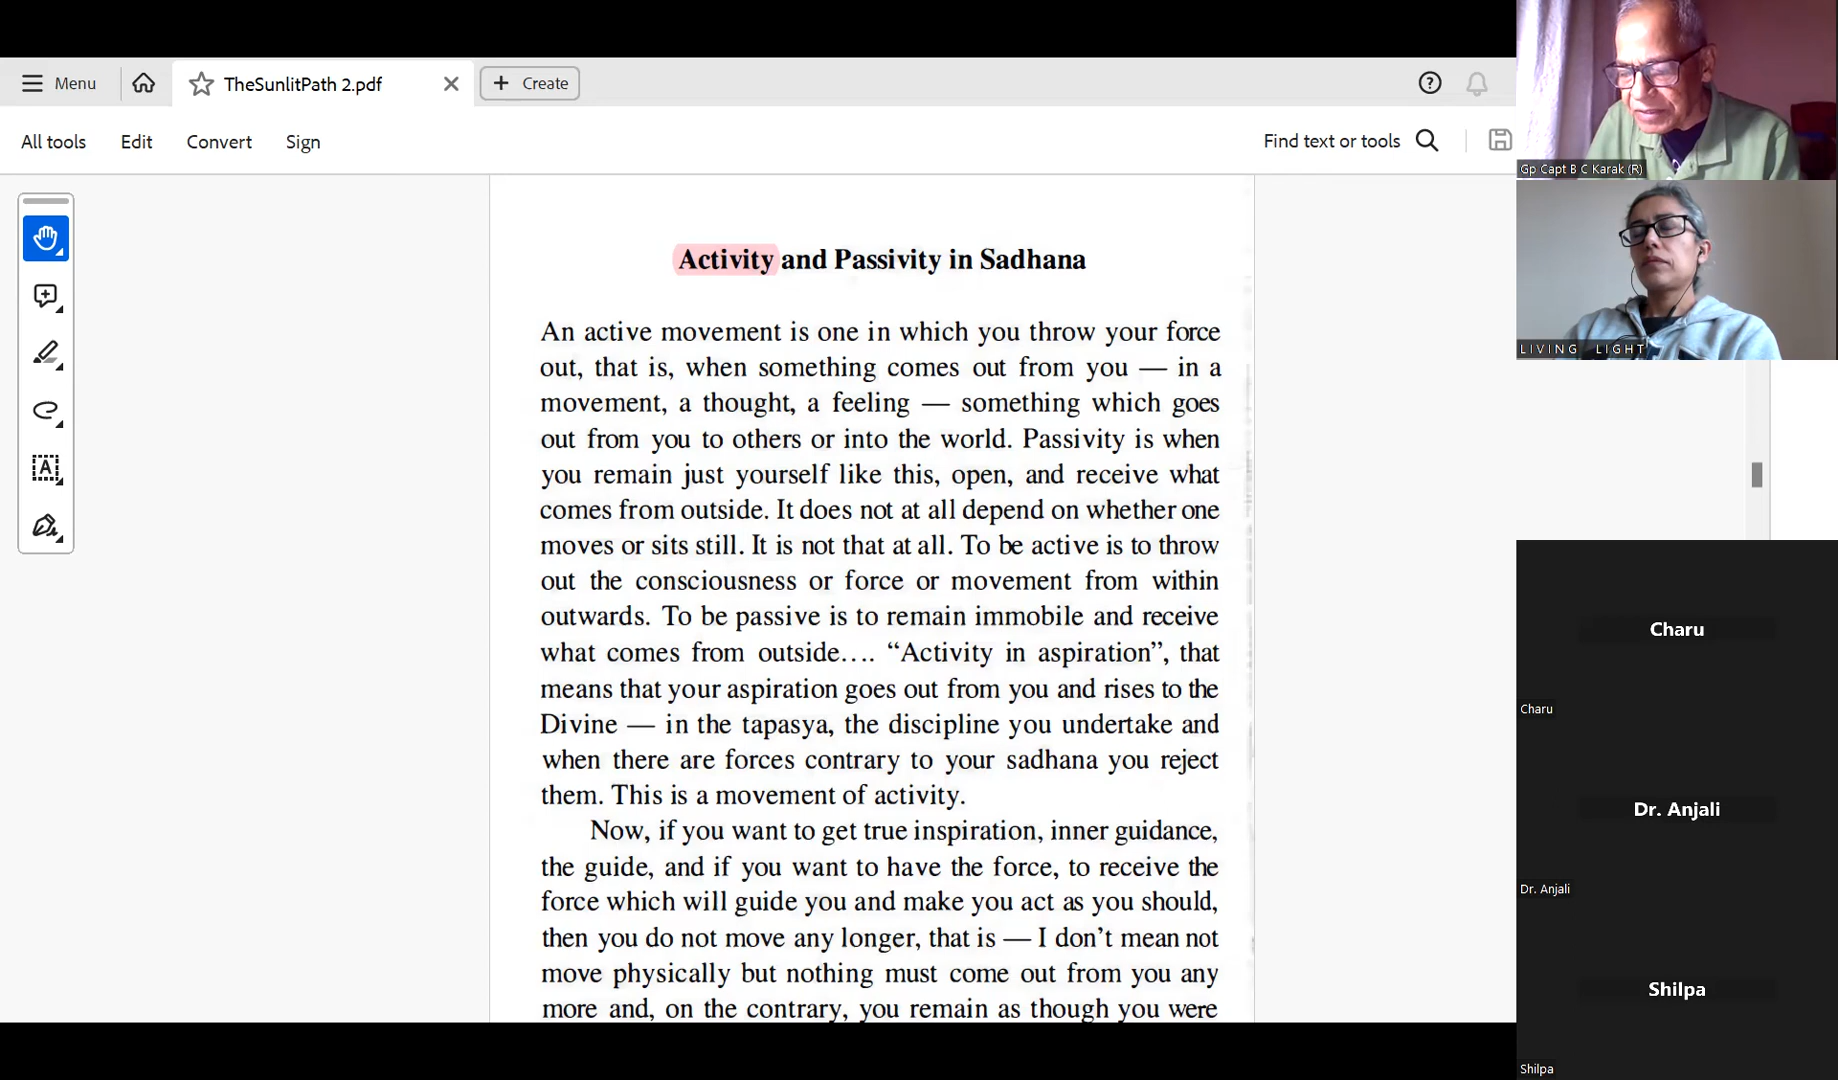 Menu
TheSunlitPath 2.pdf
Create
All tools
Edit
Convert
Sign
Find text or tools
Activity and Passivity in Sadhana
An active movement is one in which you throw your force
out, that is, when something comes out from you — in a
movement, a thought, a feeling — something which goes
out from you to others or into the world. Passivity is when
you remain just yourself like this, open, and receive what
comes from outside. It does not at all depend on whether one
moves or sits still. It is not that at all. To be active is to throw
out the consciousness or force or movement from within
outwards. To be passive is to remain immobile and receive
what comes from outside…. “Activity in aspiration”, that
means that your aspiration goes out from you and rises to the
Divine — in the tapasya, the discipline you undertake and
when there are forces contrary to your sadhana you reject
them. This is a movement of activity.
Now, if you want to get true inspiration, inner guidance,
the guide, and if you want to have the force, to receive the
force which will guide you and make you act as you should,
then you do not move any longer, that is — I don’t mean not
move physically but nothing must come out from you any
more and, on the contrary, you remain as though you were
Gp Capt B C Karak (R)
LIVING LIGHT
Charu
Charu
Dr. Anjali
Dr. Anjali
Shilpa
Shilpa